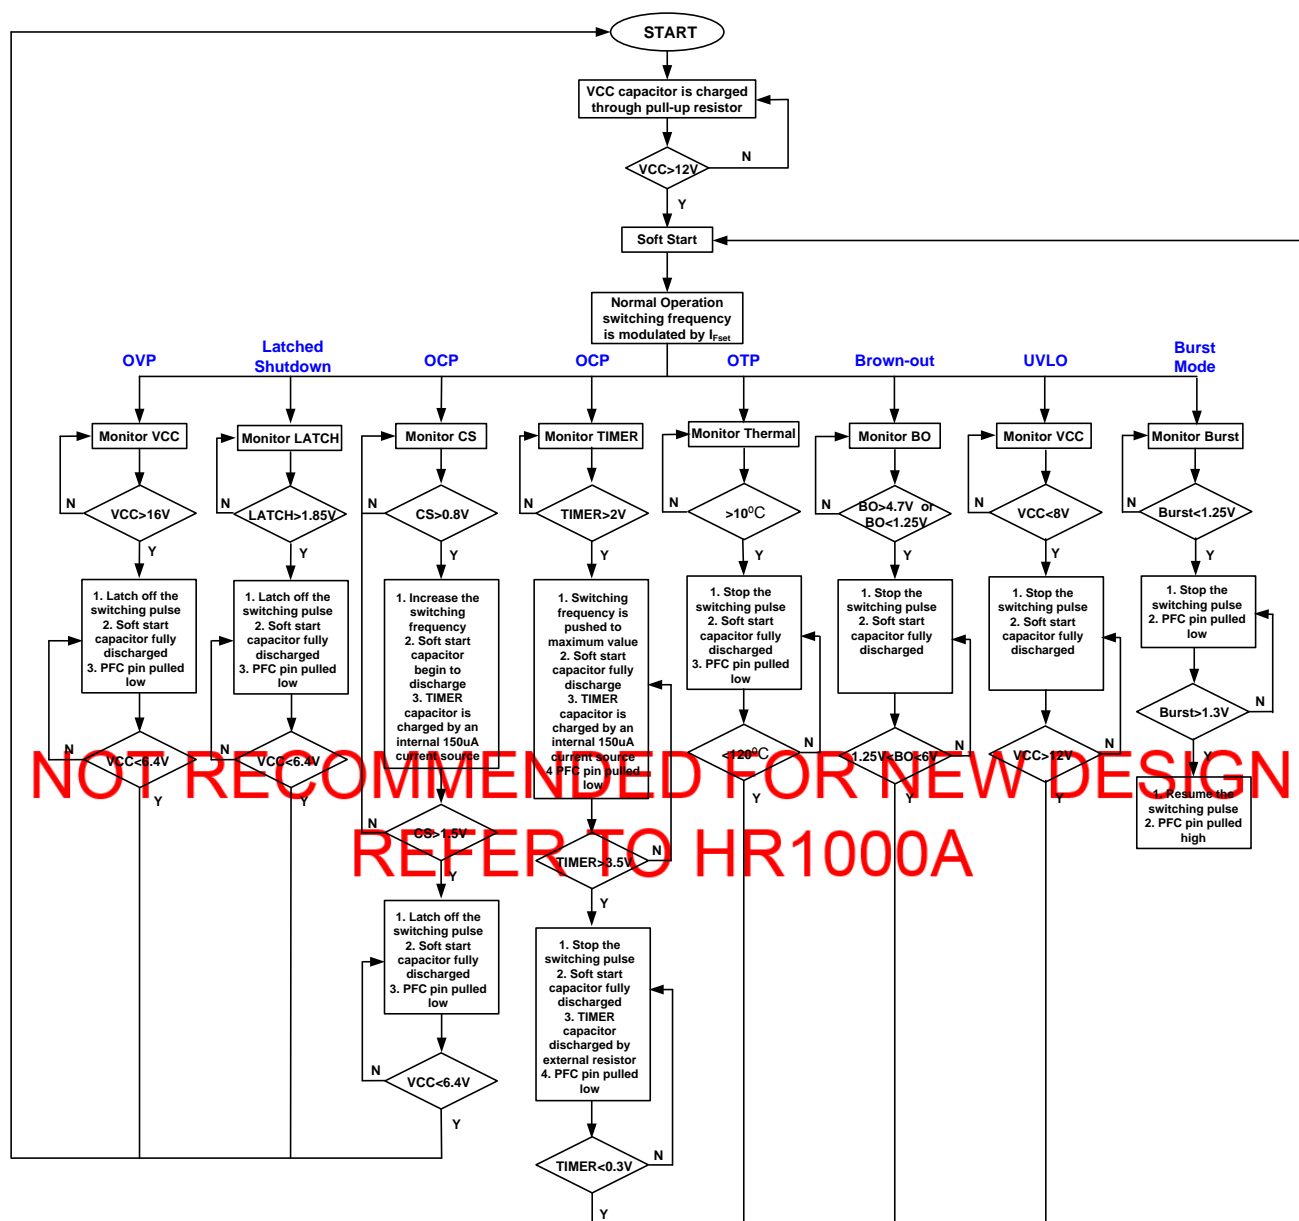 START
VCC capacitor is charged
through pull-up resistor
N
VCC>12V
Y
Soft Start
Normal Operation
switching frequency
is modulated by IFset
OVP
Monitor VCC
N
VCC>16V
Y
1. Latch off the
switching pulse
2. Soft start
capacitor fully
discharged
3. PFC pin pulled
low
N
VCC<6.4V
Y
Latched
Shutdown
Monitor LATCH
N
LATCH>1.85V
Y
1. Latch off the
switching pulse
2. Soft start
capacitor fully
discharged
3. PFC pin pulled
low
N
VCC<6.4V
Y
OCP
Monitor CS
N
CS>0.8V
Y
1. Increase the
switching
frequency
2. Soft start
capacitor
begin to
discharge
3. TIMER
capacitor is
charged by an
internal 150uA
current source
N
CS>1.5V
Y
1. Latch off the
switching pulse
2. Soft start
capacitor fully
discharged
3. PFC pin pulled
low
N
VCC<6.4V
Y
OCP
Monitor TIMER
N
TIMER>2V
Y
1. Switching
frequency is
pushed to
maximum value
2. Soft start
capacitor fully
discharge
3. TIMER
capacitor is
charged by an
internal 150uA
current source
4 PFC pin pulled
low
N
TIMER>3.5V
Y
1. Stop the
switching pulse
2. Soft start
capacitor fully
discharged
3. TIMER
capacitor
discharged by
external resistor
4. PFC pin pulled
low
N
TIMER<0.3V
Y
OTP
Monitor Thermal
N
>10⁰C
Y
1. Stop the
switching pulse
2. Soft start
capacitor fully
discharged
3. PFC pin pulled
low
N
<120⁰C
Y
Brown-out
Monitor BO
N
BO>4.7V or
BO<1.25V
Y
1. Stop the
switching pulse
2. Soft start
capacitor fully
discharged
N
1.25V<BO<6V
Y
UVLO
Monitor VCC
N
VCC<8V
Y
1. Stop the
switching pulse
2. Soft start
capacitor fully
discharged
N
VCC>12V
Y
Burst
Mode
Monitor Burst
N
Burst<1.25V
Y
1. Stop the
switching pulse
2. PFC pin pulled
low
N
Burst>1.3V
Y
1. Resume the
switching pulse
2. PFC pin pulled
high
NOT RECOMMENDED FOR NEW DESIGN
REFER TO HR1000A